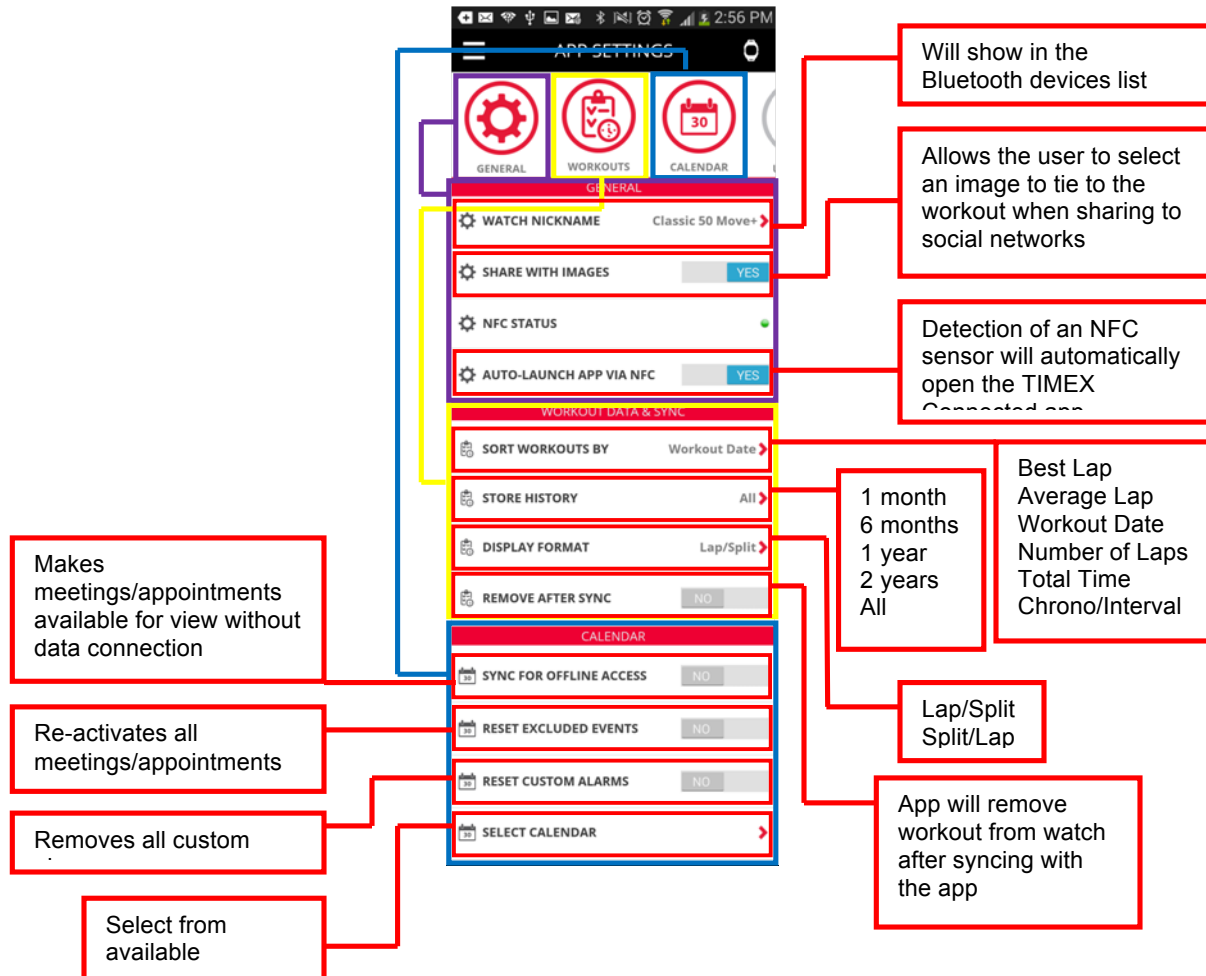 2:56 PM
APP SETTINGS
30
GENERAL
WORKOUTS
CALENDAR
GENERAL
WATCH NICKNAME Classic 50 Move+
SHARE WITH IMAGES YES
NFC STATUS
AUTO-LAUNCH APP VIA NFC YES
WORKOUT DATA & SYNC
SORT WORKOUTS BY Workout Date
STORE HISTORY All
DISPLAY FORMAT Lap/Split
REMOVE AFTER SYNC NO
CALENDAR
30 SYNC FOR OFFLINE ACCESS NO
30 RESET EXCLUDED EVENTS NO
30 RESET CUSTOM ALARMS NO
30 SELECT CALENDAR
Will show in the
Bluetooth devices list
Allows the user to select
an image to tie to the
workout when sharing to
social networks
Detection of an NFC
sensor will automatically
open the TIMEX
Connected app
Best Lap
Average Lap
Workout Date
Number of Laps
Total Time
Chrono/Interval
1 month
6 months
1 year
2 years
All
Lap/Split
Split/Lap
App will remove
workout from watch
after syncing with
the app
Makes
meetings/appointments
available for view without
data connection
Re-activates all
meetings/appointments
Removes all custom
Select from
available